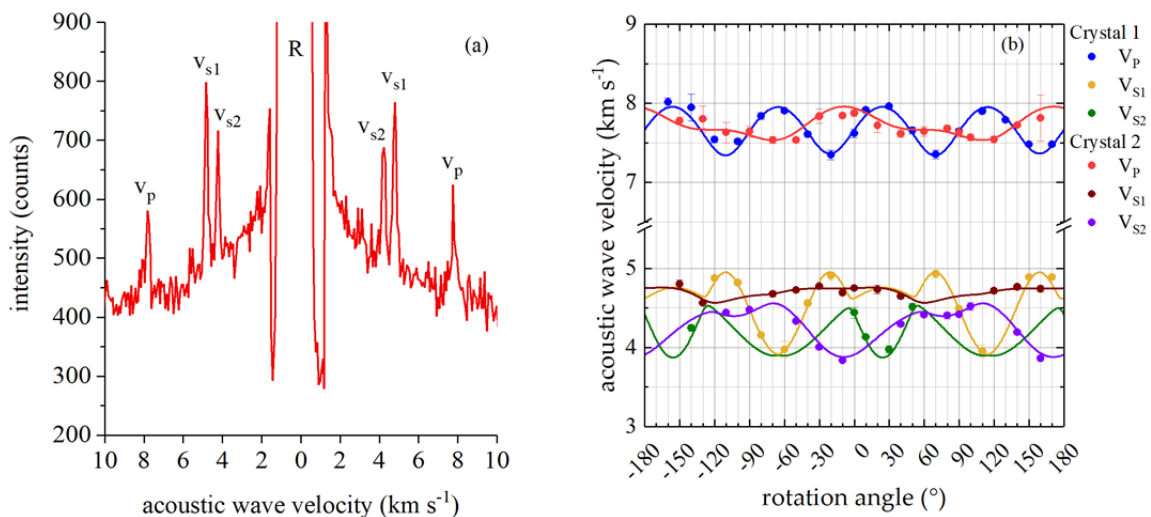 900
800
700
600
500
400
300
200
intensity (counts)
(a)
R
v_s1
v_s2
v_p
v_s1
v_s2
v_p
10 8 6 4 2 0 2 4 6 8 10
acoustic wave velocity (km s⁻¹)
9
8
7
5
4
3
acoustic wave velocity (km s⁻¹)
(b)
-180 -150 -120 -90 -60 -30 0 30 60 90 120 150 180
rotation angle (°)
Crystal 1
V_P
V_S1
V_S2
Crystal 2
V_P
V_S1
V_S2